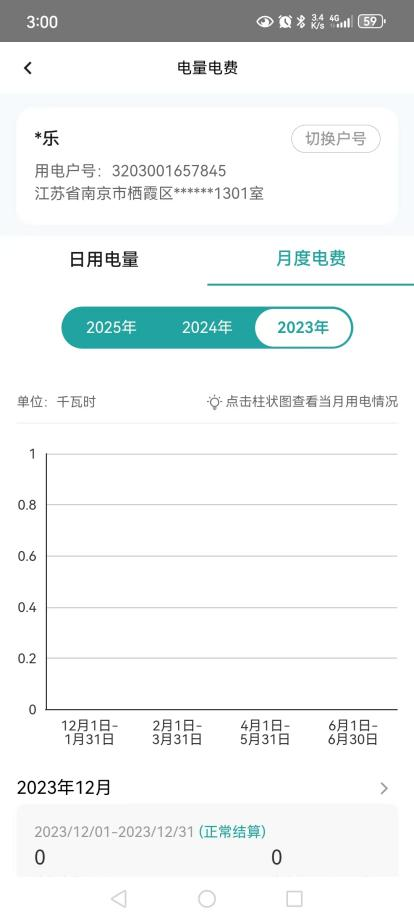 3:00
3.4 K/s 4G 59
电量电费
*乐
切换户号
用电户号：3203001657845
江苏省南京市栖霞区******1301室
日用电量 月度电费
2025年 2024年 2023年
单位：千瓦时 点击柱状图查看当月用电情况
1
0.8
0.6
0.4
0.2
0
12月1日- 2月1日- 4月1日- 6月1日-
1月31日 3月31日 5月31日 6月30日
2023年12月
2023/12/01-2023/12/31 (正常结算)
0 0